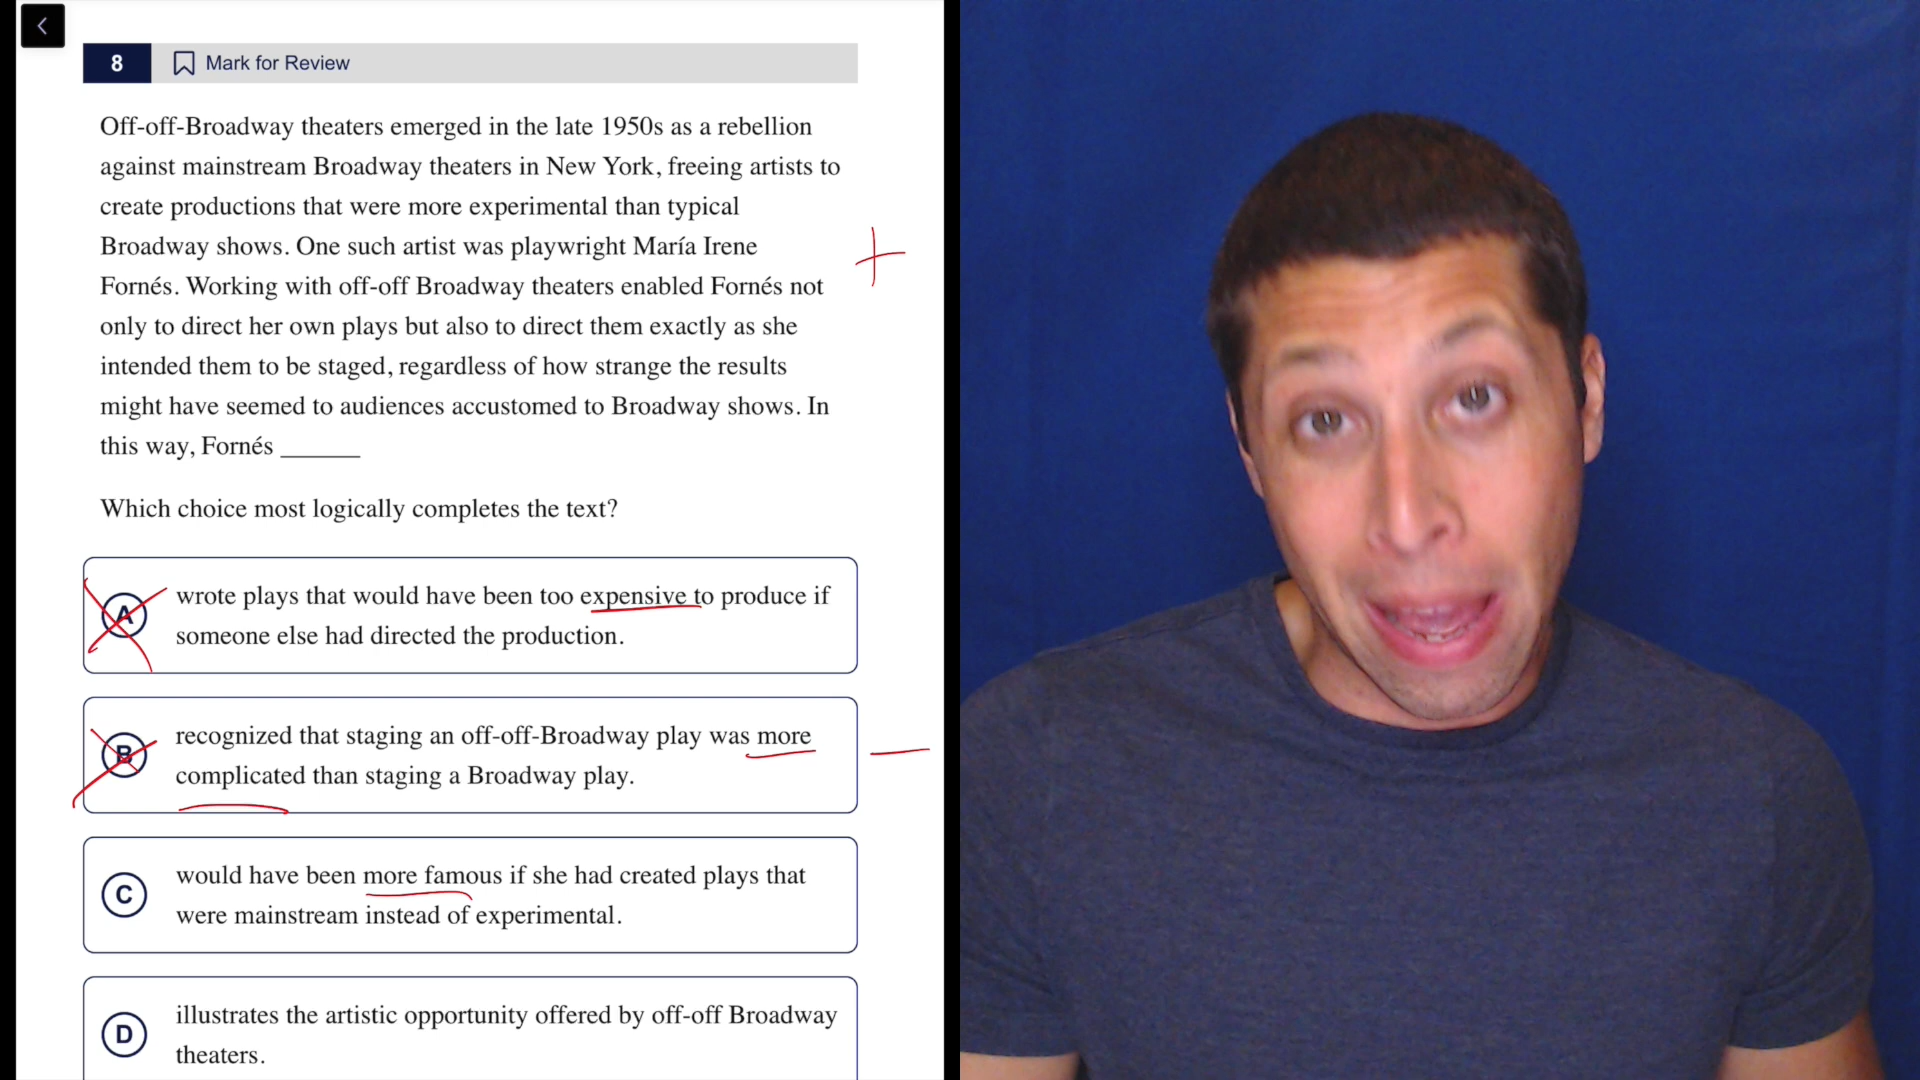 8 Mark for Review
Off-off-Broadway theaters emerged in the late 1950s as a rebellion
against mainstream Broadway theaters in New York, freeing artists to
create productions that were more experimental than typical
Broadway shows. One such artist was playwright María Irene
Fornés. Working with off-off Broadway theaters enabled Fornés not
only to direct her own plays but also to direct them exactly as she
intended them to be staged, regardless of how strange the results
might have seemed to audiences accustomed to Broadway shows. In
this way, Fornés ______
Which choice most logically completes the text?
A wrote plays that would have been too expensive to produce if
someone else had directed the production.
B recognized that staging an off-off-Broadway play was more
complicated than staging a Broadway play.
C would have been more famous if she had created plays that
were mainstream instead of experimental.
D illustrates the artistic opportunity offered by off-off Broadway
theaters.